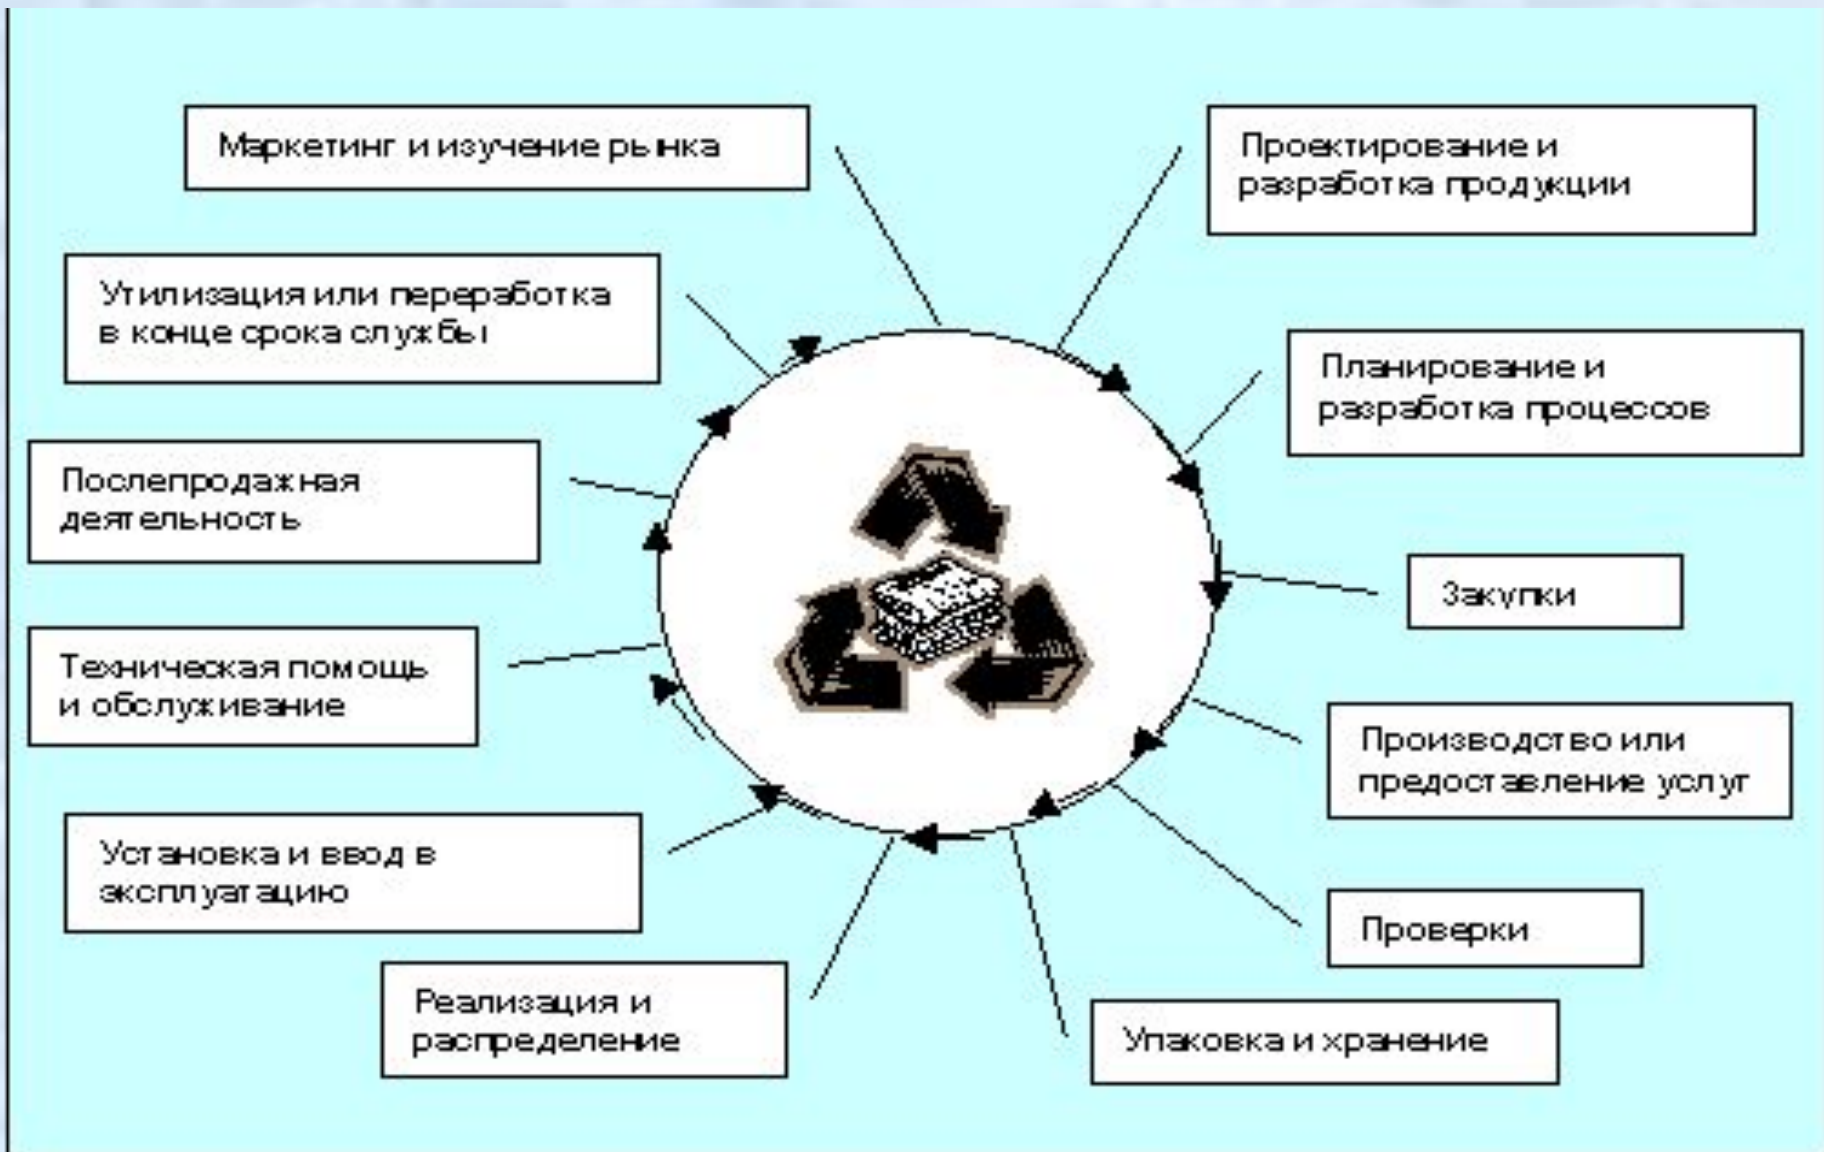 Маркетинг и изучение рынка
Проектирование и
разработка продукции
Планирование и
разработка процессов
Закупки
Производство или
предоставление услуг
Проверки
Упаковка и хранение
Реализация и
распределение
Установка и ввод в
эксплуатацию
Техническая помощь
и обслуживание
Послепродажная
деятельность
Утилизация или переработка
в конце срока службы